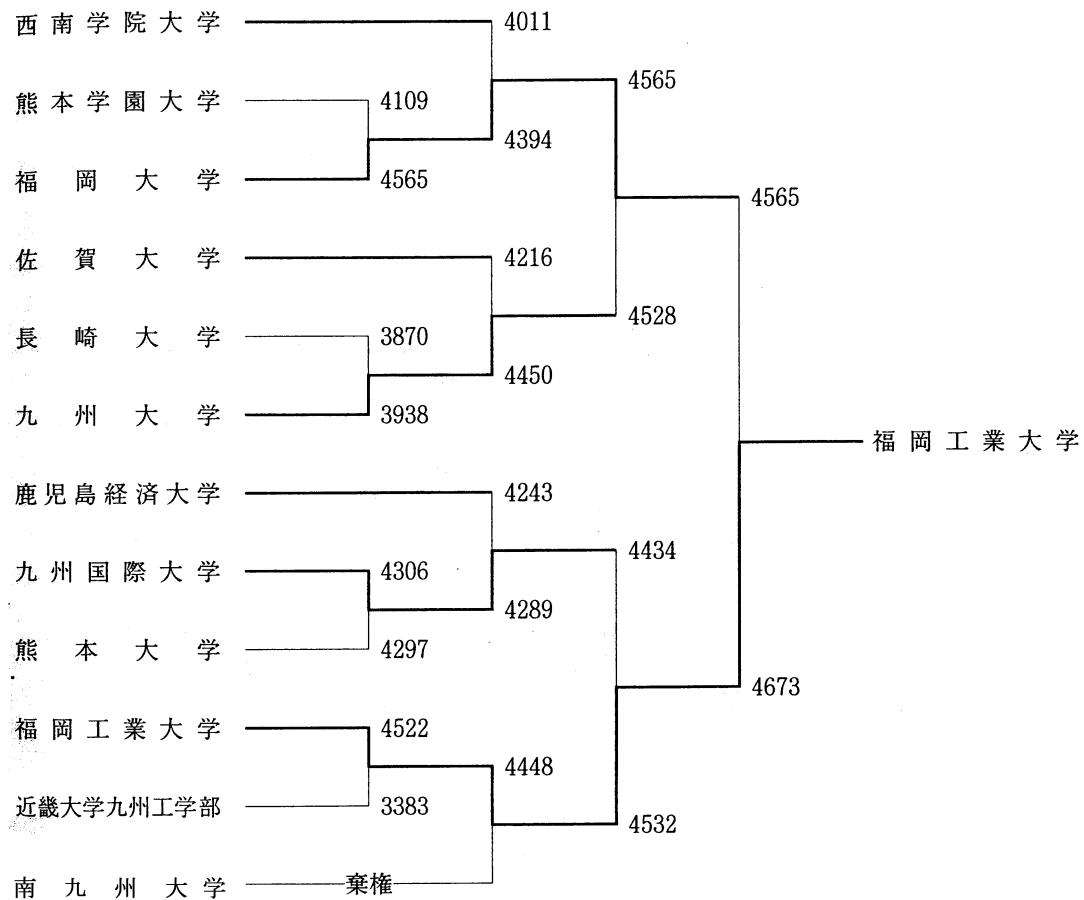 西南学院大学 4011
4565
熊本学園大学 4109
4394
福岡大学 4565
4565
佐賀大学 4216
4528
長崎大学 3870
4450
九州大学 3938
福岡工業大学
鹿児島経済大学 4243
4434
九州国際大学 4306
4289
熊本大学 4297
4673
福岡工業大学 4522
4448
近畿大学九州工学部 3383
4532
南九州大学 棄権